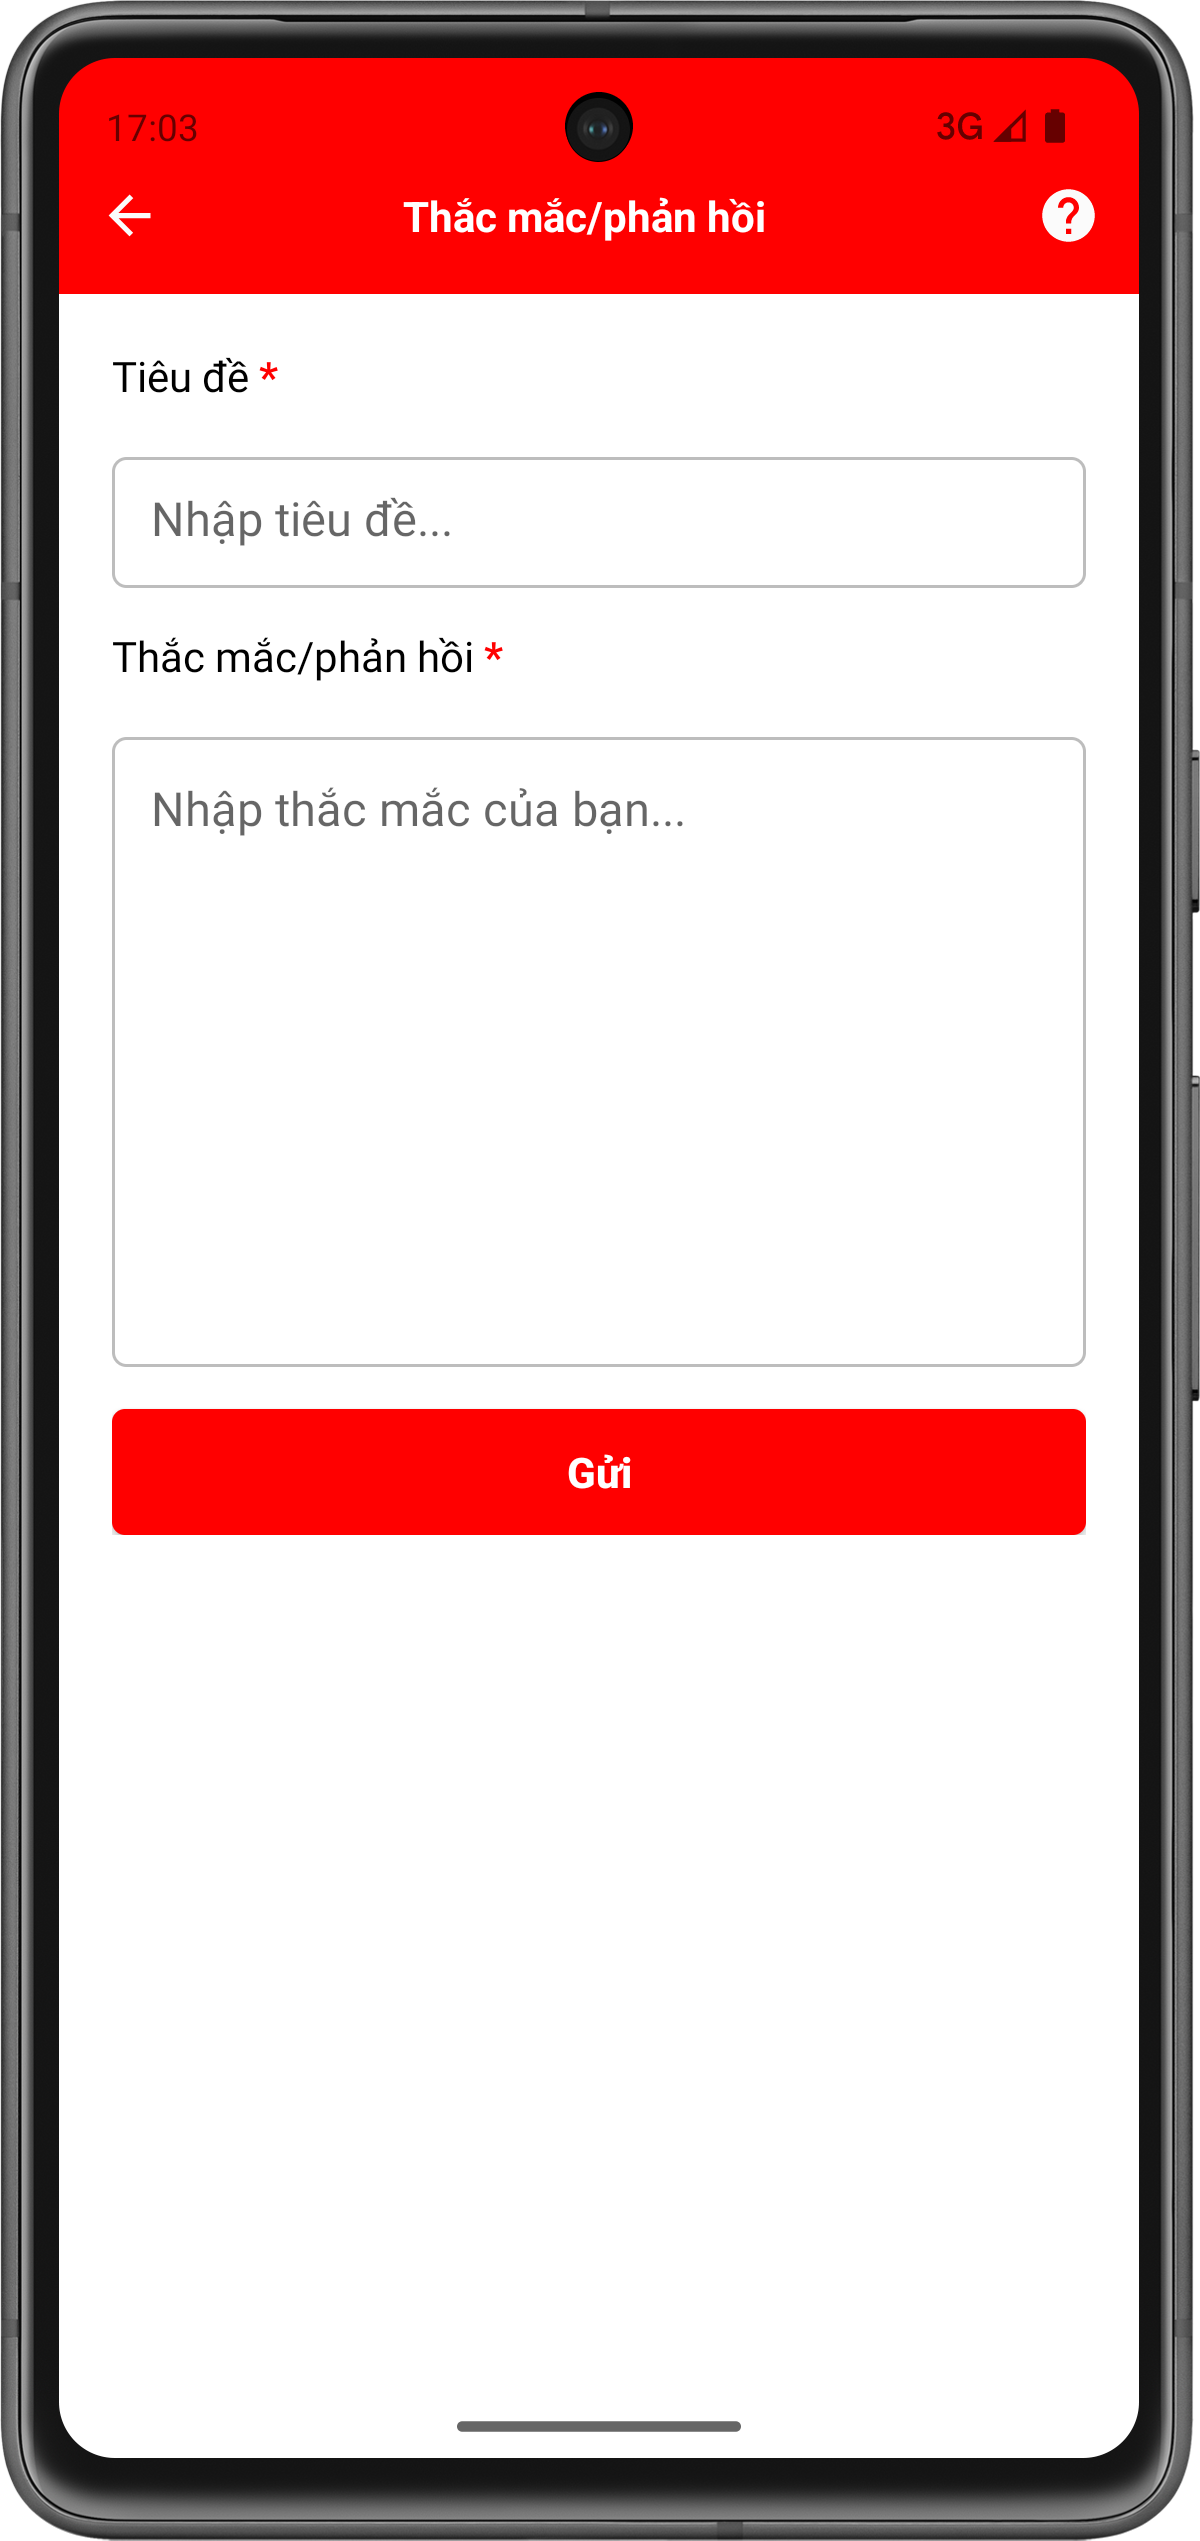 17:03
3G
Thắc mắc/phản hồi
Tiêu đề *
Nhập tiêu đề...
Thắc mắc/phản hồi *
Nhập thắc mắc của bạn...
Gửi